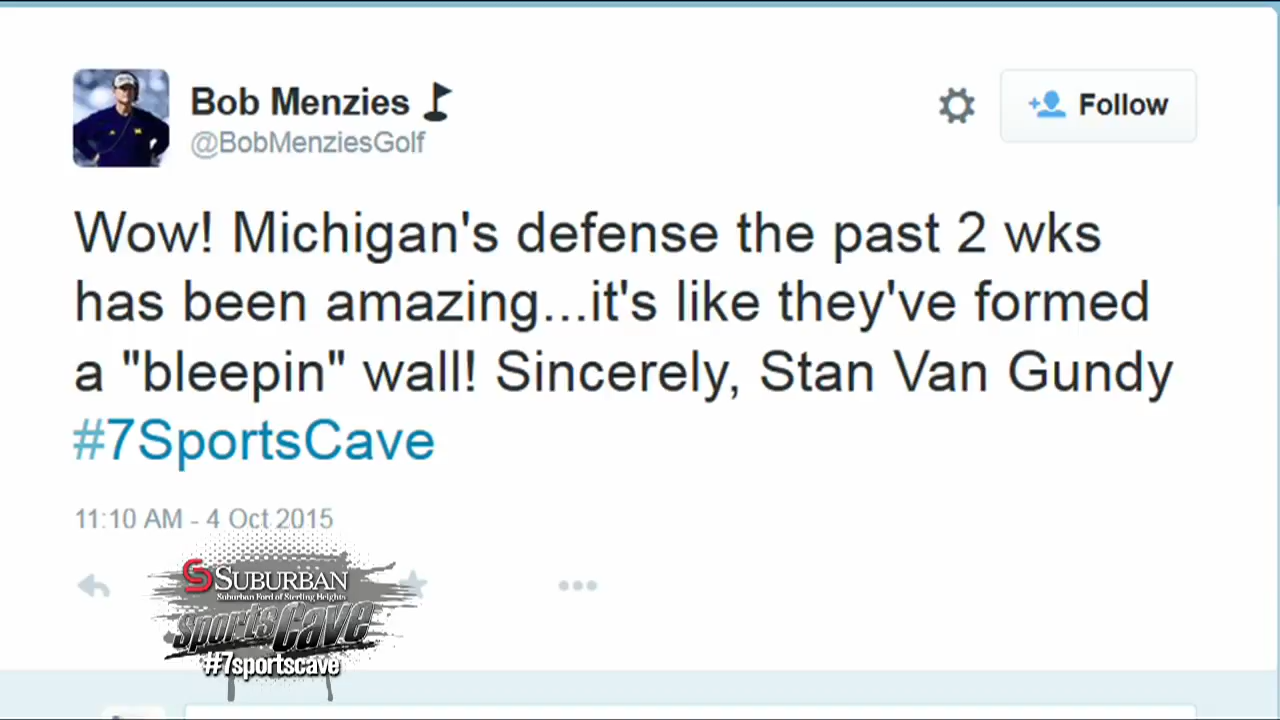 Bob Menzies
@BobMenziesGolf
Follow
Wow! Michigan's defense the past 2 wks
has been amazing...it's like they've formed
a "bleepin" wall! Sincerely, Stan Van Gundy
#7SportsCave
11:10 AM - 4 Oct 2015
SUBURBAN
Suburban Ford of Sterling Heights
SportsCave
#7sportscave